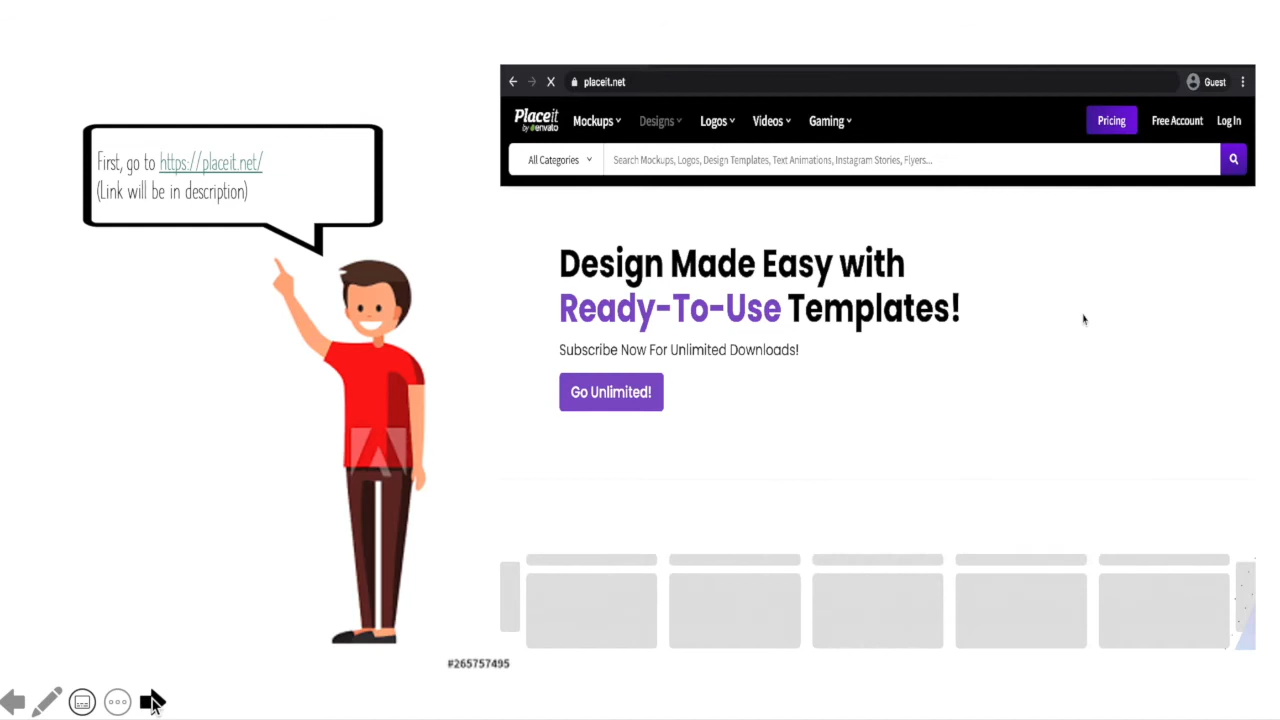 First, go to https://placeit.net/
(Link will be in description)
placeit.net
Guest
Placeit
by envato
Mockups
Designs
Logos
Videos
Gaming
Pricing
Free Account
Log In
All Categories
Search Mockups, Logos, Design Templates, Text Animations, Instagram Stories, Flyers...
Design Made Easy with
Ready-To-Use Templates!
Subscribe Now For Unlimited Downloads!
Go Unlimited!
#265757495